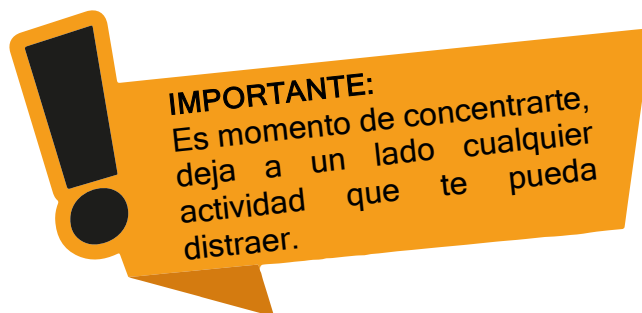 IMPORTANTE:
Es momento de concentrarte,
deja a un lado cualquier
actividad que te pueda
distraer.